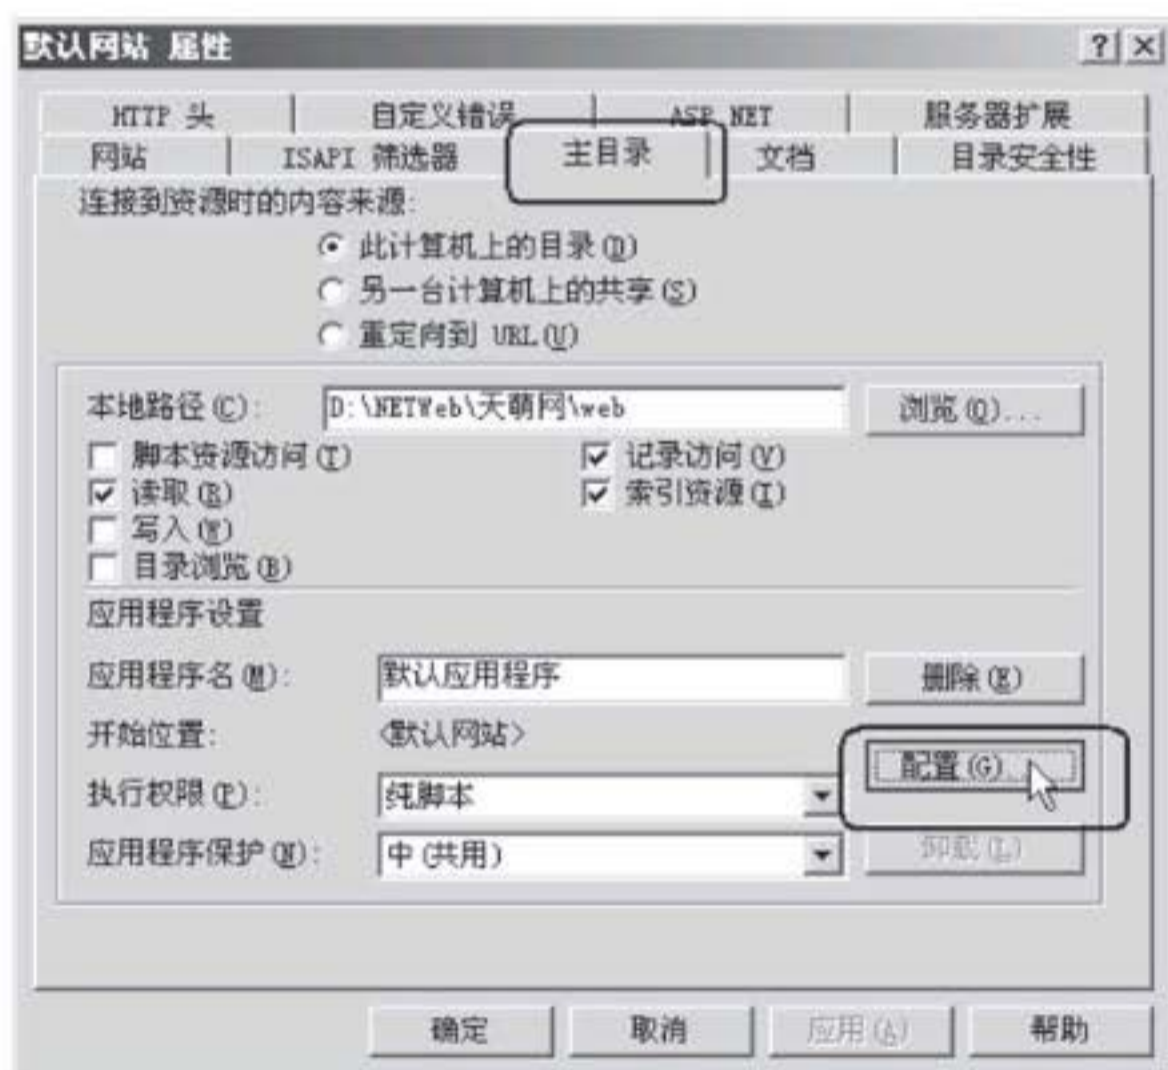 默认网站 属性
HTTP 头 自定义错误 ASP.NET 服务器扩展
网站 ISAPI 筛选器 主目录 文档 目录安全性
连接到资源时的内容来源:
此计算机上的目录(D)
另一台计算机上的共享(S)
重定向到 URL(U)
本地路径(C): D:\NETWeb\天萌网\web 浏览(O)...
脚本资源访问(T) 记录访问(V)
读取(R) 索引资源(I)
写入(W)
目录浏览(B)
应用程序设置
应用程序名(M): 默认应用程序 删除(E)
开始位置: <默认网站>
配置(G)...
执行权限(P): 纯脚本
应用程序保护(N): 中(共用) 卸载(L)
确定 取消 应用(A) 帮助